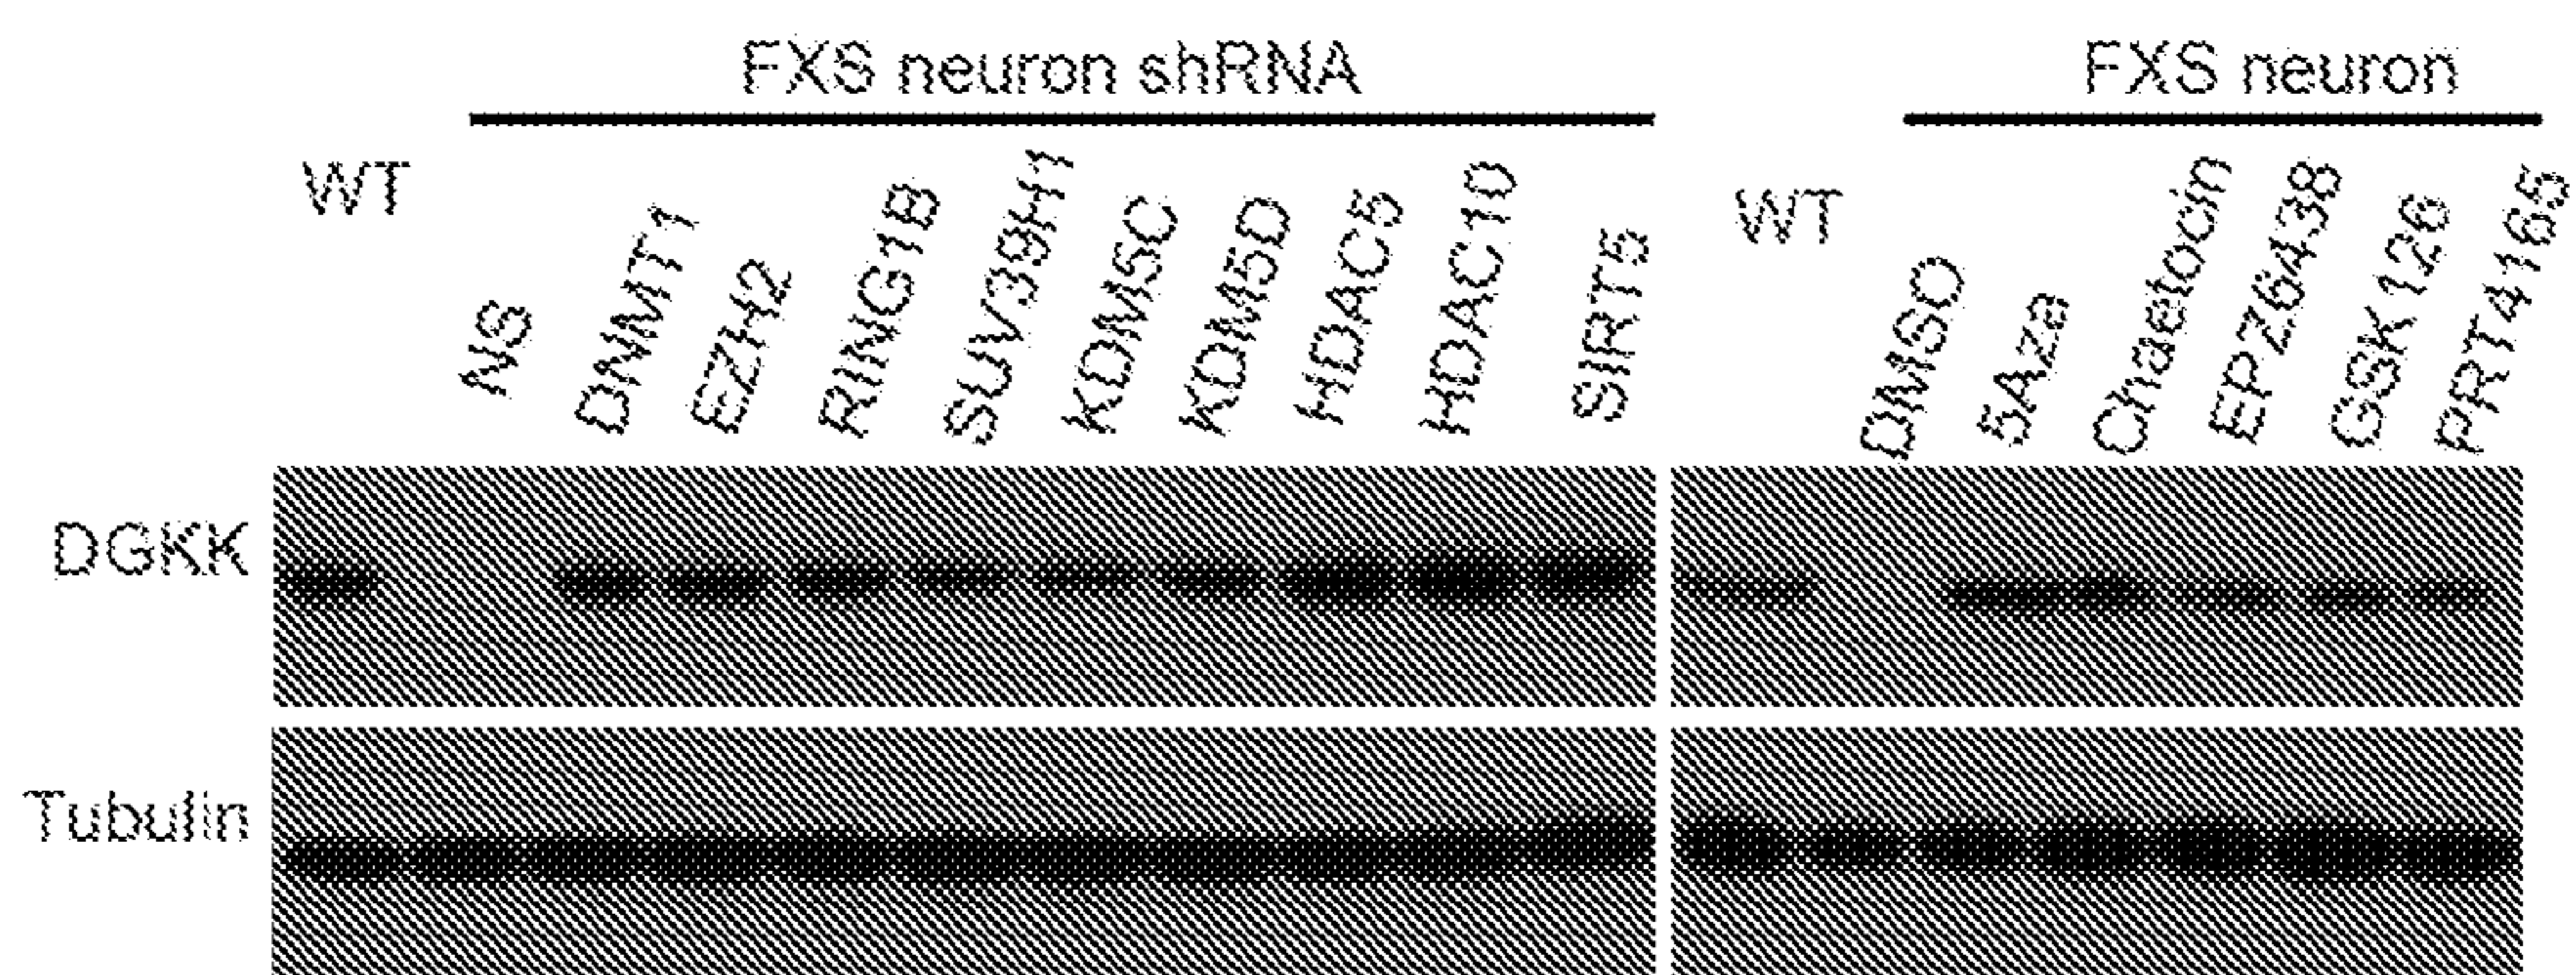 FXS neuron shRNA
FXS neuron
WT
NS
DNMT1
EZH2
RING1B
SUV39H1
KDM5C
KDM5D
HDAC5
HDAC10
SIRT5
WT
DMSO
5Aza
Chaetocin
EPZ6438
GSK126
PRT4165
DGKK
Tubulin